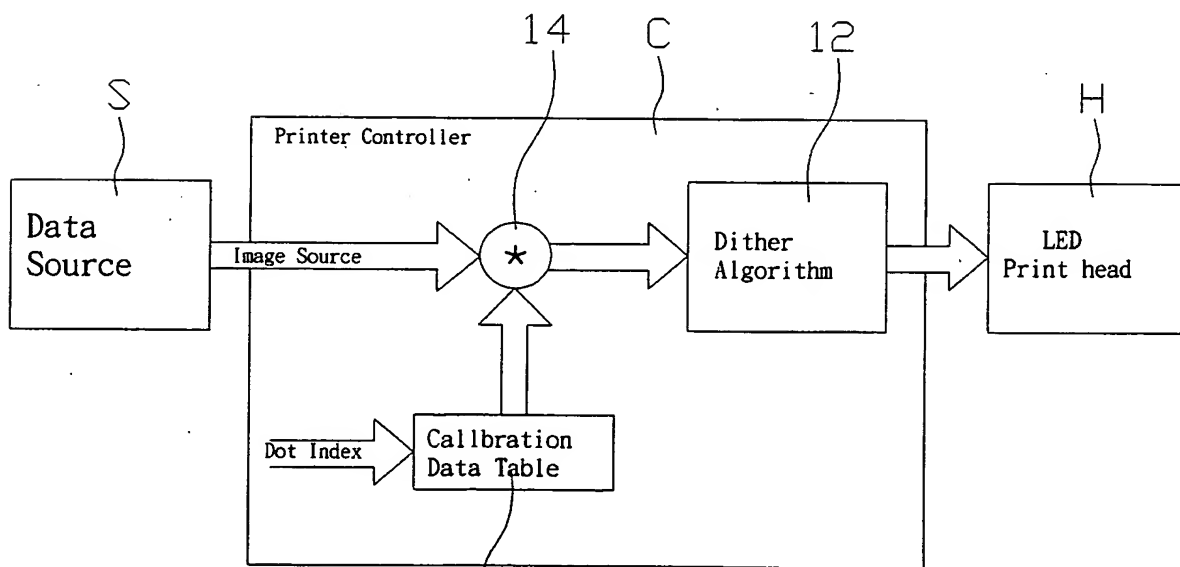 14
C
12
S
H
Printer Controller
Data
Source
Image Source
*
Dither
Algorithm
LED
Print head
Dot Index
Callbration
Data Table